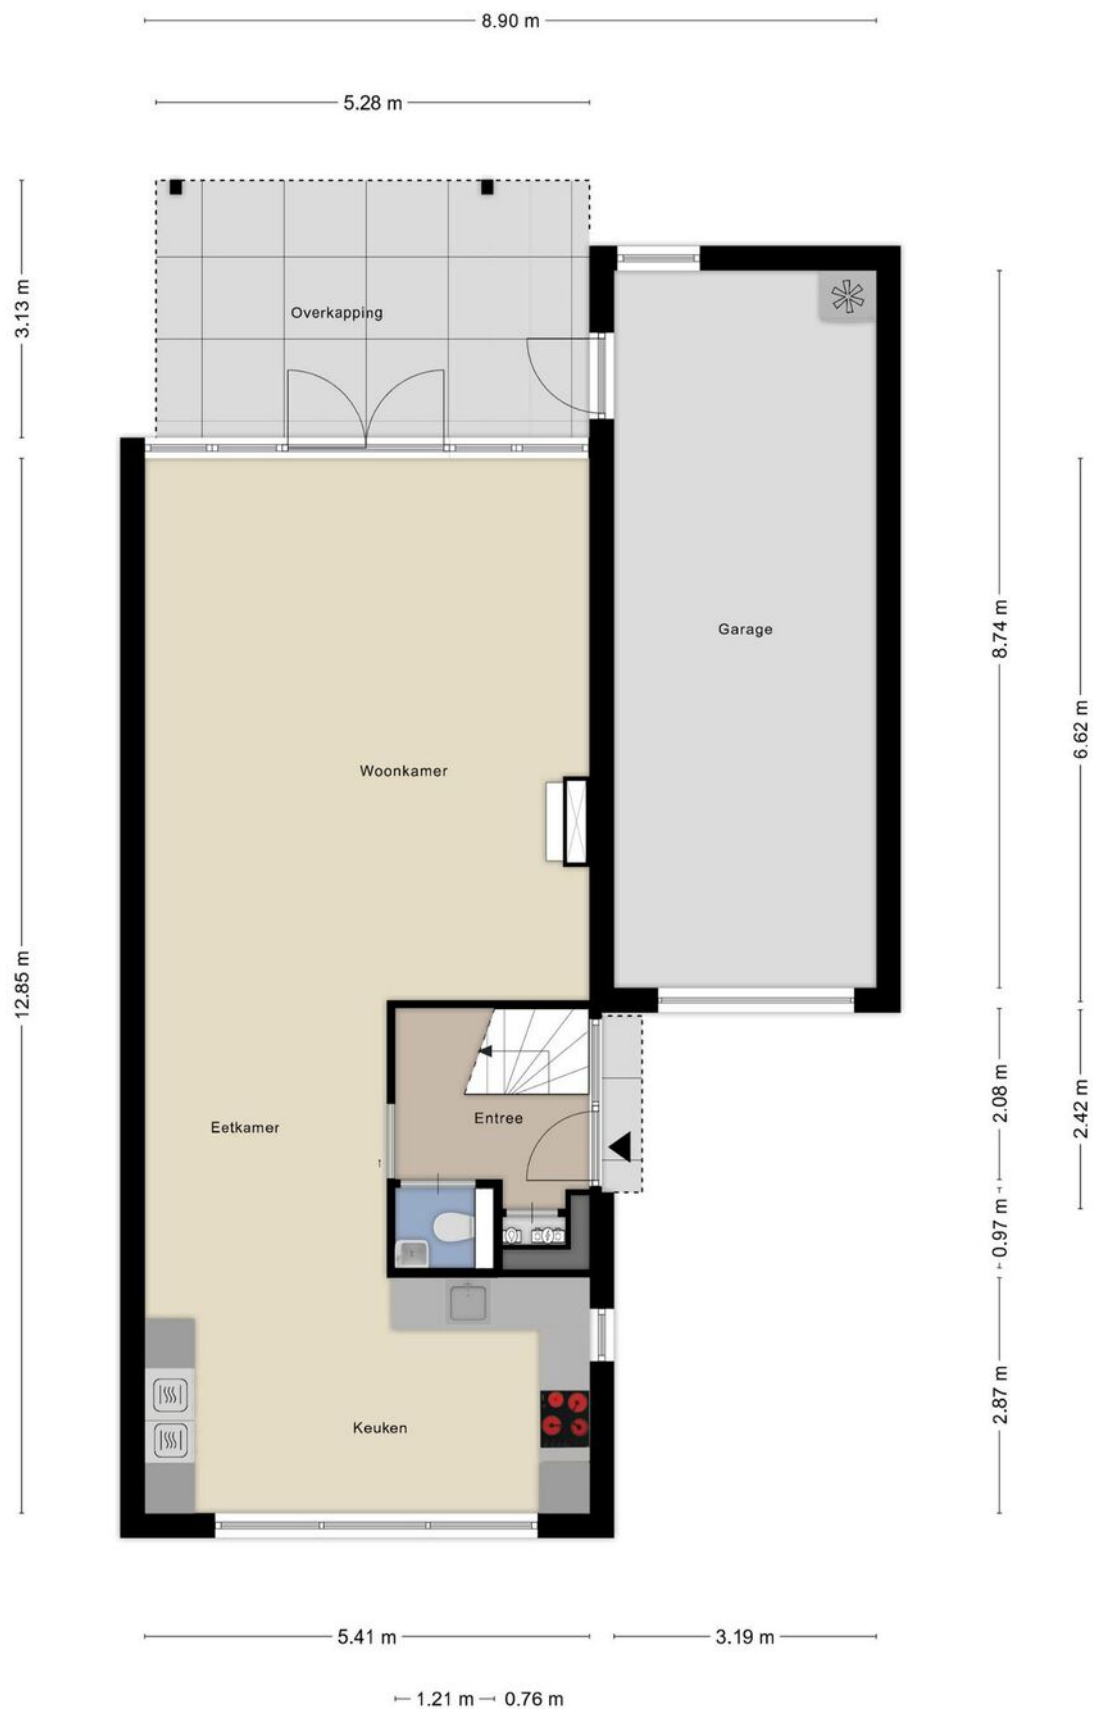 8.90 m
5.28 m
3.13 m
Overkapping
8.74 m
Garage
6.62 m
Woonkamer
12.85 m
2.08 m
2.42 m
Entree
Eetkamer
0.97 m
2.87 m
Keuken
5.41 m
3.19 m
1.21 m
0.76 m